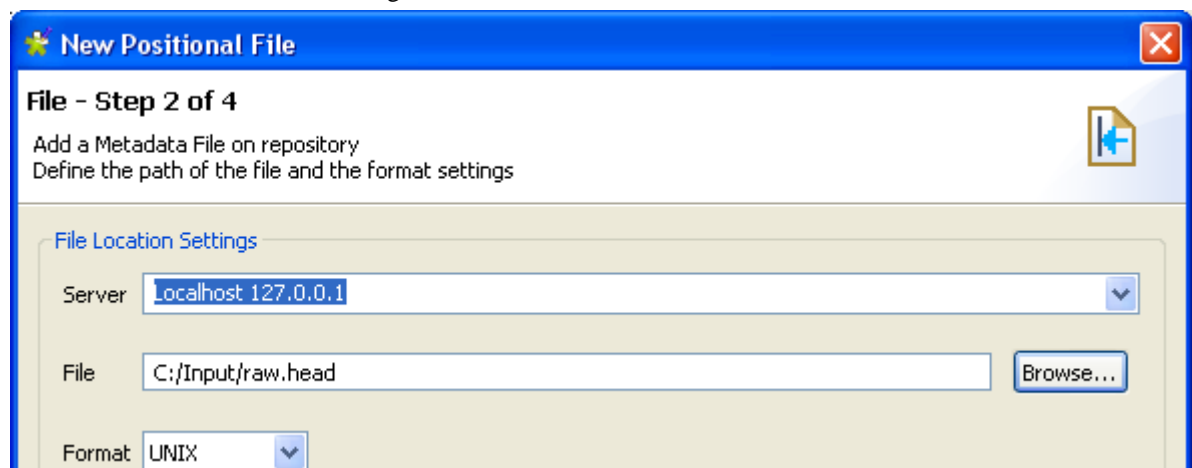 New Positional File
File - Step 2 of 4
Add a Metadata File on repository
Define the path of the file and the format settings
File Location Settings
Server Localhost 127.0.0.1
File C:/Input/raw.head Browse...
Format UNIX